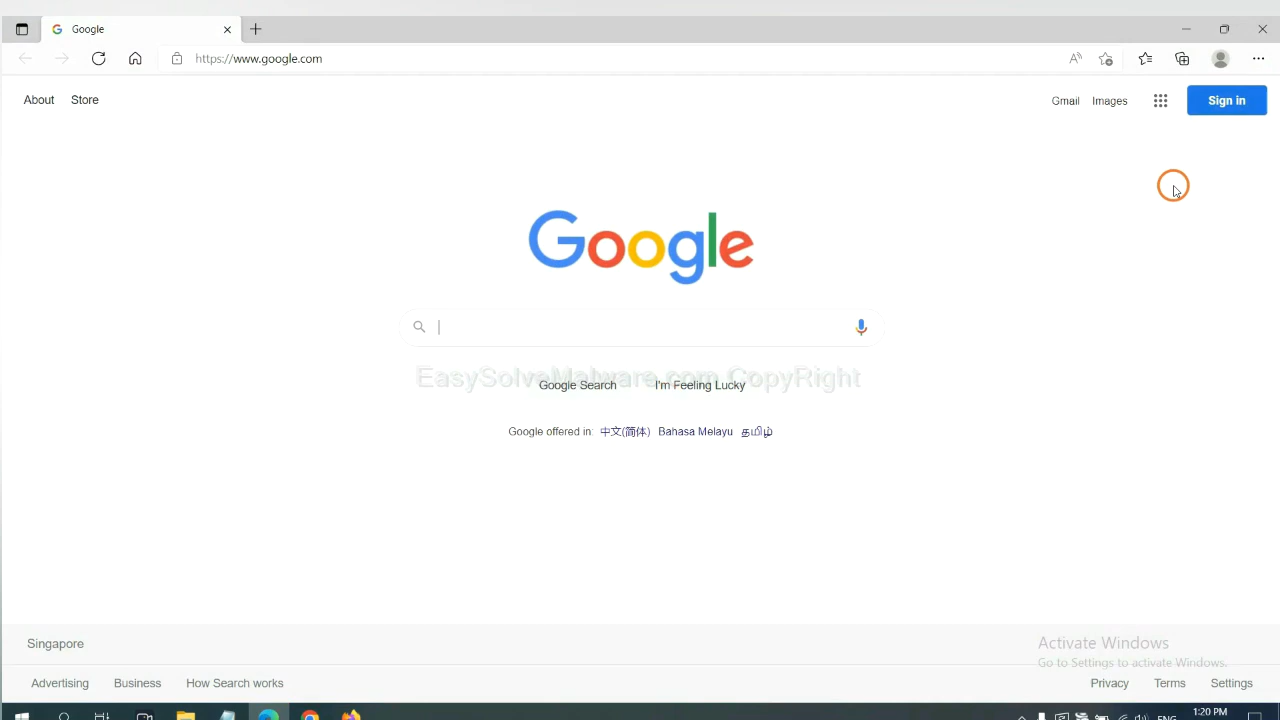 Google
https://www.google.com
About Store
Gmail Images Sign in
Google
EasySolveMalware.com CopyRight
Google Search I'm Feeling Lucky
Google offered in: 中文(简体) Bahasa Melayu தமிழ்
Singapore
Activate Windows
Go to Settings to activate Windows.
Advertising Business How Search works
Privacy Terms Settings
1:20 PM
ENG